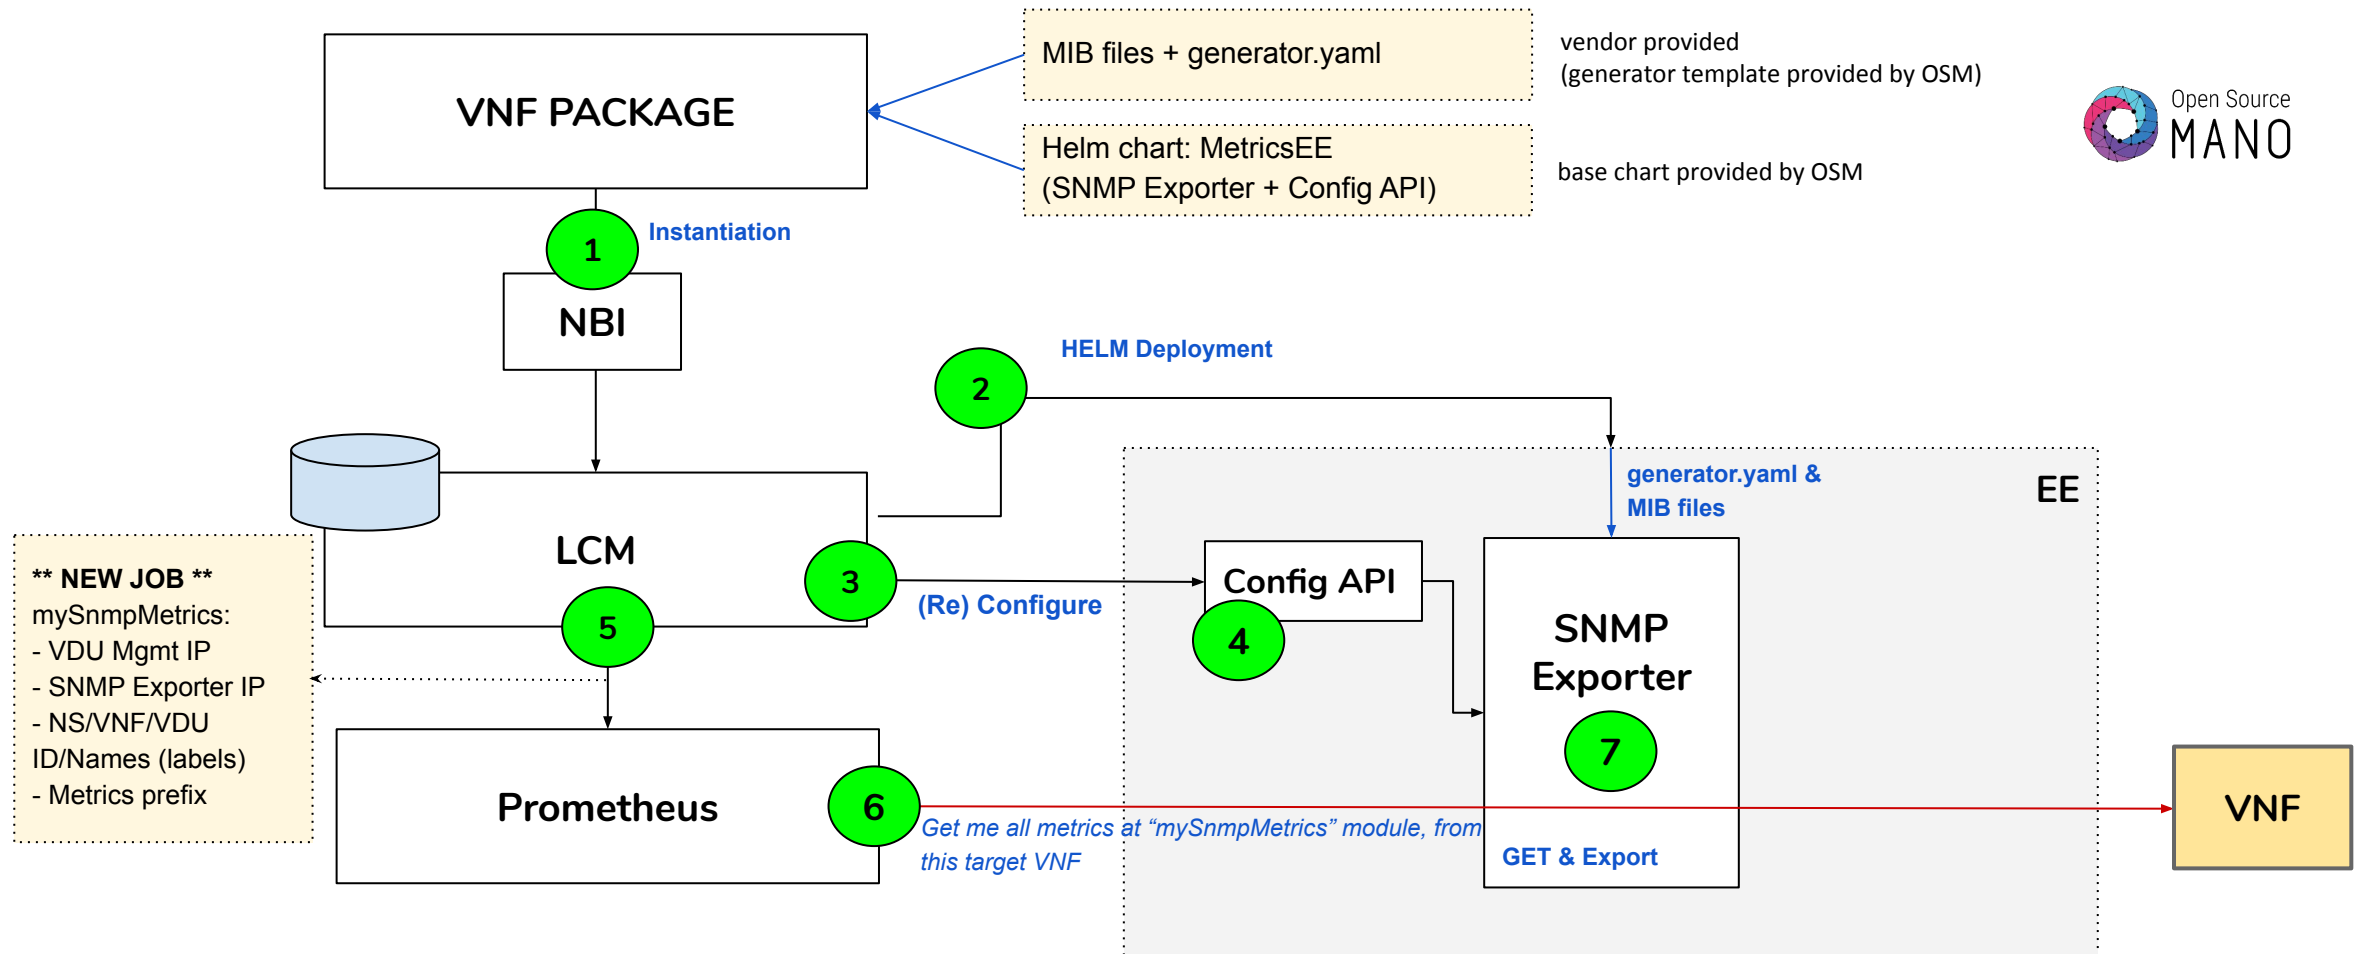 VNF PACKAGE
MIB files + generator.yaml
vendor provided
(generator template provided by OSM)
Open Source
MANO
Helm chart: MetricsEE
(SNMP Exporter + Config API)
base chart provided by OSM
1
Instantiation
NBI
2
HELM Deployment
generator.yaml &
MIB files
EE
LCM
3
(Re) Configure
Config API
4
5
** NEW JOB **
mySnmpMetrics:
- VDU Mgmt IP
- SNMP Exporter IP
- NS/VNF/VDU
ID/Names (labels)
- Metrics prefix
SNMP
Exporter
7
Prometheus
6
Get me all metrics at “mySnmpMetrics” module, from
this target VNF
GET & Export
VNF